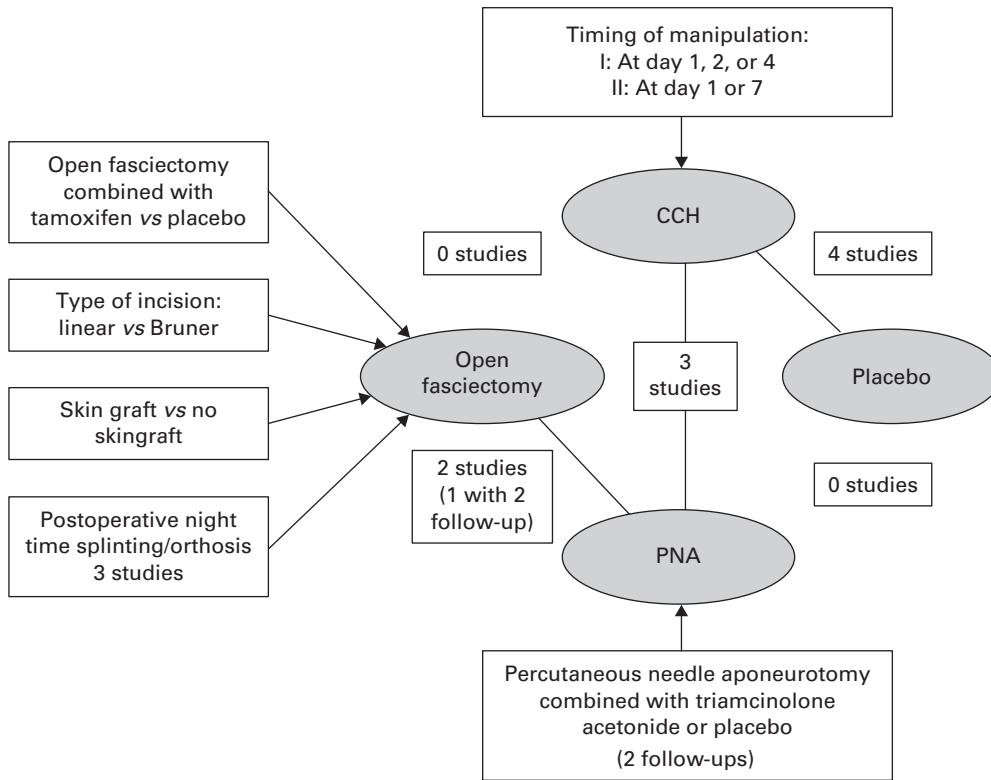 Timing of manipulation:
I: At day 1, 2, or 4
II: At day 1 or 7
Open fasciectomy
combined with
tamoxifen vs placebo
CCH
0 studies
4 studies
Type of incision:
linear vs Bruner
Open
fasciectomy
3
studies
Placebo
Skin graft vs no
skingraft
2 studies
(1 with 2
follow-up)
0 studies
Postoperative night
time splinting/orthosis
3 studies
PNA
Percutaneous needle aponeurotomy
combined with triamcinolone
acetonide or placebo
(2 follow-ups)